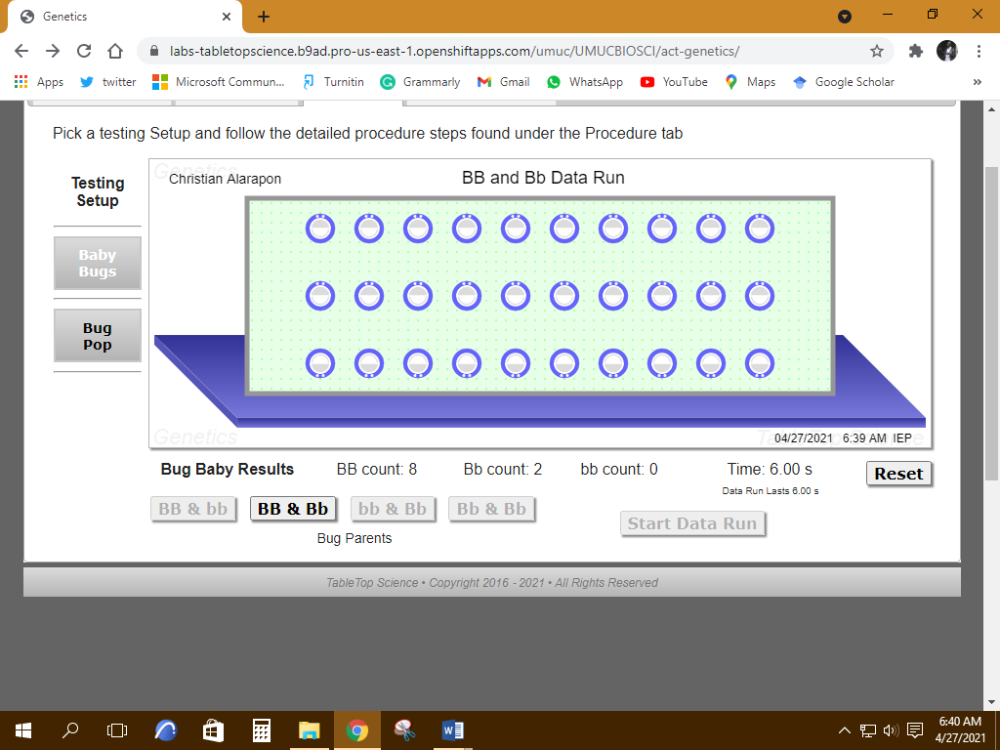 Genetics
labs-tabletopscience.b9ad.pro-us-east-1.openshiftapps.com/umuc/UMUCBIOSCI/act-genetics/
Apps twitter Microsoft Commun... Turnitin Grammarly Gmail WhatsApp YouTube Maps Google Scholar »
Pick a testing Setup and follow the detailed procedure steps found under the Procedure tab
Testing
Setup
Baby
Bugs
Bug
Pop
Genetics
Christian Alarapon
BB and Bb Data Run
Genetics
04/27/2021 6:39 AM IEP
Bug Baby Results BB count: 8 Bb count: 2 bb count: 0 Time: 6.00 s
Reset
Data Run Lasts 6.00 s
BB & bb BB & Bb bb & Bb Bb & Bb
Start Data Run
Bug Parents
TableTop Science • Copyright 2016 - 2021 • All Rights Reserved
6:40 AM
4/27/2021